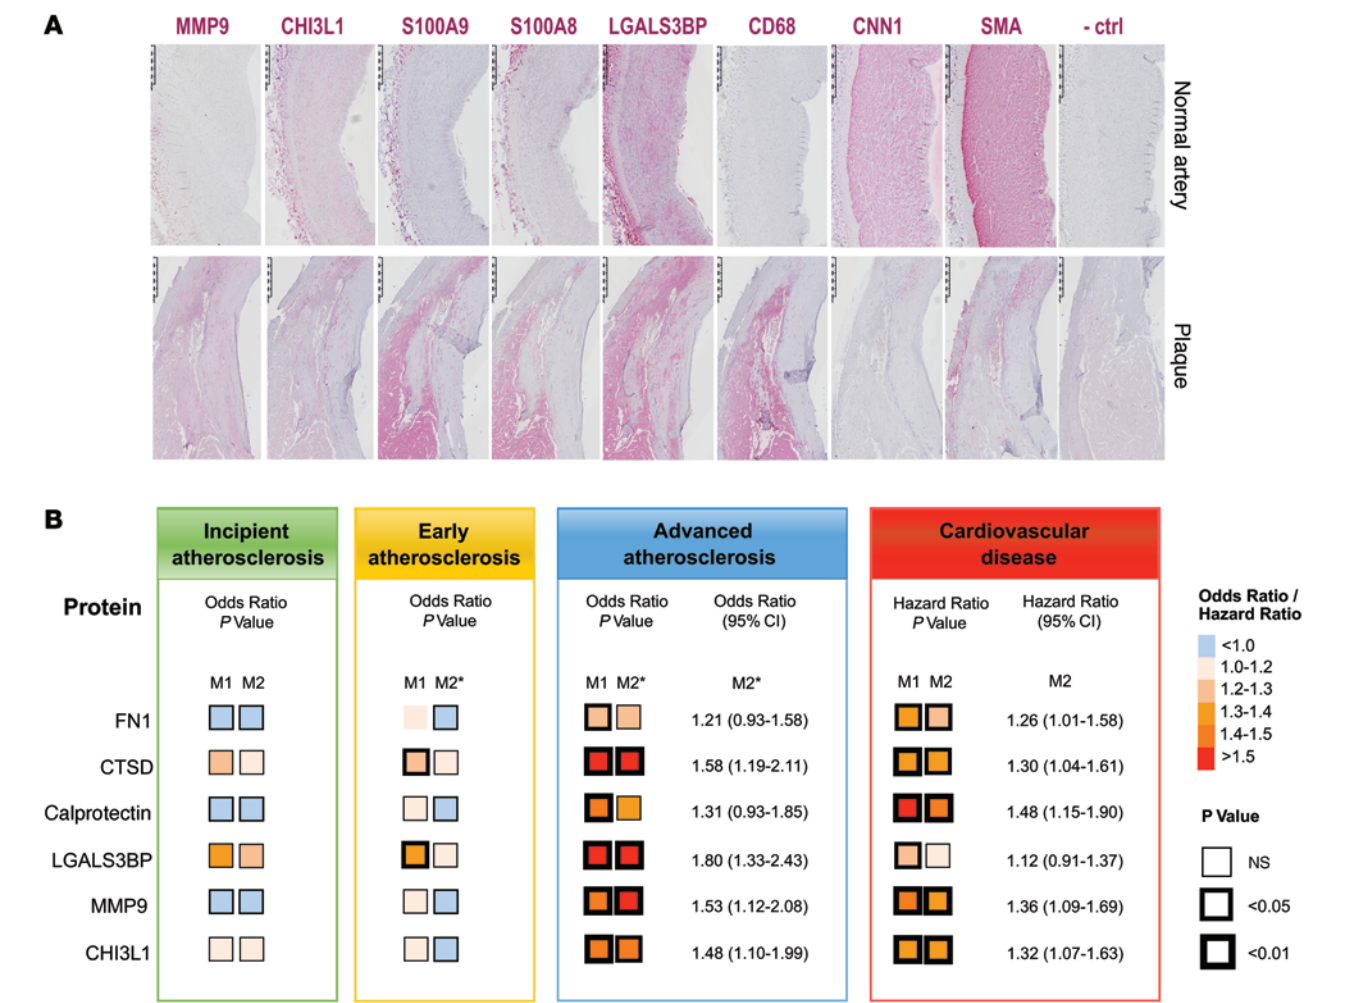 A
MMP9 CHI3L1 S100A9 S100A8 LGALS3BP CD68 CNN1 SMA - ctrl
Normal artery
Plaque
B
Incipient atherosclerosis
Early atherosclerosis
Advanced atherosclerosis
Cardiovascular disease
Protein
Odds Ratio P Value
Odds Ratio P Value
Odds Ratio P Value
Odds Ratio (95% CI)
Hazard Ratio P Value
Hazard Ratio (95% CI)
M1 M2 M1 M2* M1 M2* M2* M1 M2 M2
FN1 1.21 (0.93-1.58) 1.26 (1.01-1.58)
CTSD 1.58 (1.19-2.11) 1.30 (1.04-1.61)
Calprotectin 1.31 (0.93-1.85) 1.48 (1.15-1.90)
LGALS3BP 1.80 (1.33-2.43) 1.12 (0.91-1.37)
MMP9 1.53 (1.12-2.08) 1.36 (1.09-1.69)
CHI3L1 1.48 (1.10-1.99) 1.32 (1.07-1.63)
Odds Ratio /
Hazard Ratio
<1.0
1.0-1.2
1.2-1.3
1.3-1.4
1.4-1.5
>1.5
P Value
NS
<0.05
<0.01